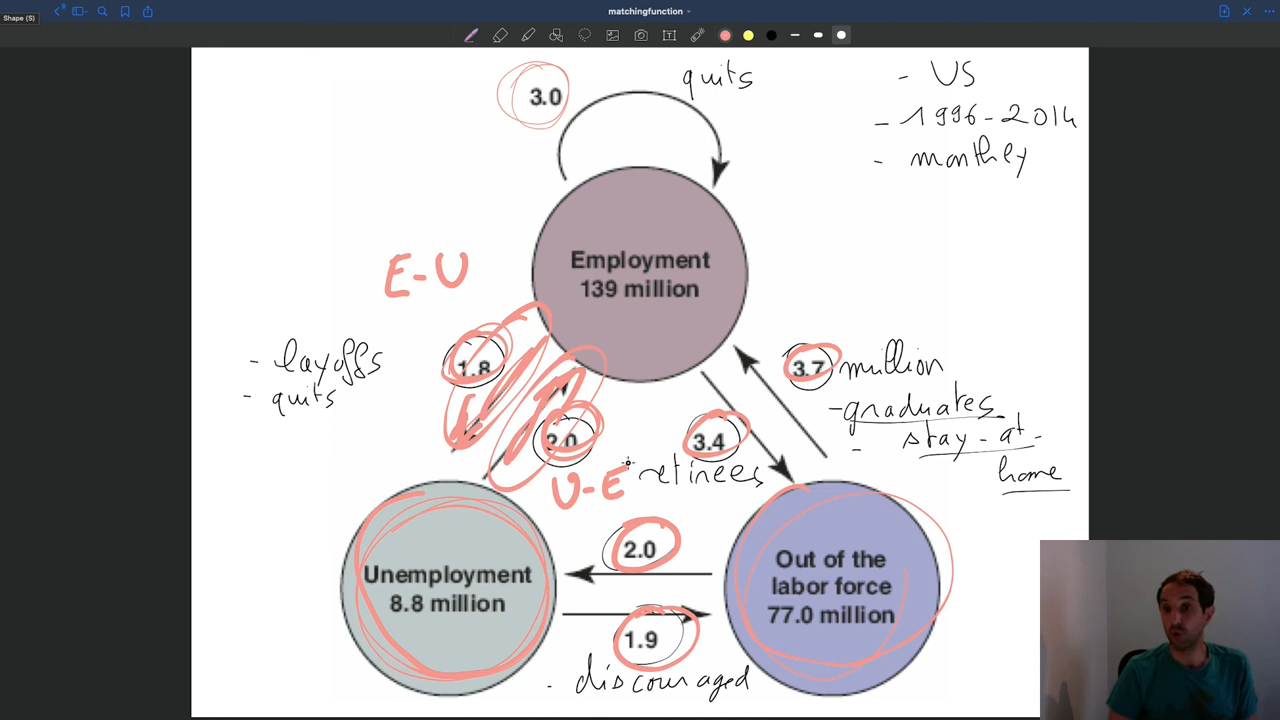 matchingfunction
Shape (S)
3.0
quits
- US
- 1996-2014
- monthly
Employment
139 million
E-U
- layoffs
- quits
1.8
3.7 million
- graduates
- stay-at-
home
2.0
3.4
retinees
U-E
2.0
Unemployment
8.8 million
Out of the
labor force
77.0 million
1.9
- discouraged